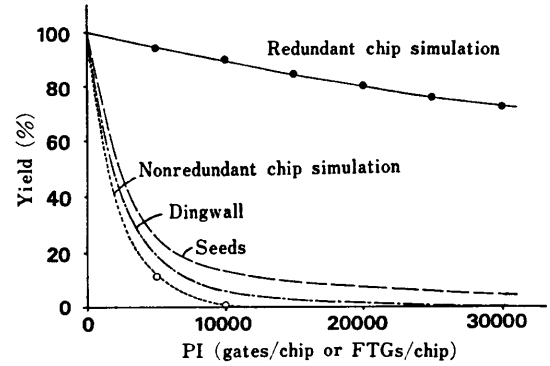 100
Redundant chip simulation
80
60
Nonredundant chip simulation
40
Dingwall
20
Seeds
0
0 10000 20000 30000
PI (gates/chip or FTGs/chip)
Yield (%)